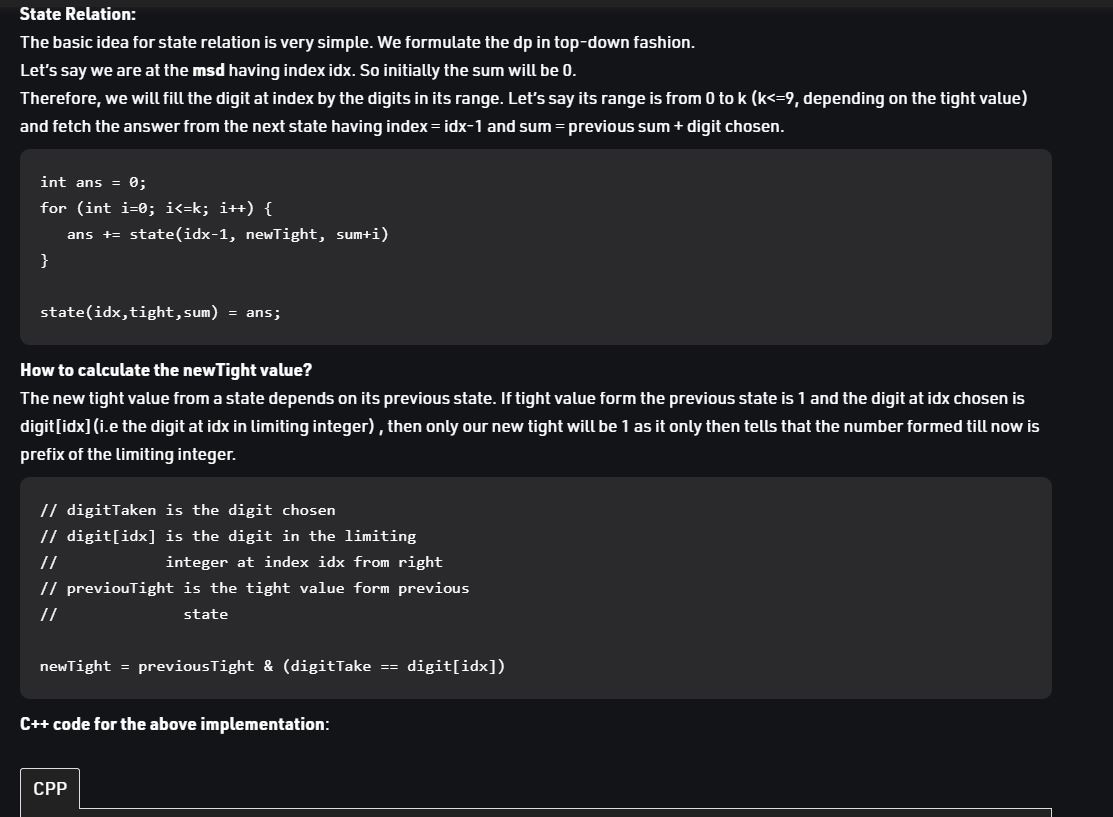 State Relation:
The basic idea for state relation is very simple. We formulate the dp in top-down fashion.
Let's say we are at the msd having index idx. So initially the sum will be 0.
Therefore, we will fill the digit at index by the digits in its range. Let's say its range is from 0 to k (k<=9, depending on the tight value)
and fetch the answer from the next state having index = idx-1 and sum = previous sum + digit chosen.
int ans = 0;
for (int i=0; i<=k; i++) {
   ans += state(idx-1, newTight, sum+i)
}
state(idx,tight,sum) = ans;
How to calculate the newTight value?
The new tight value from a state depends on its previous state. If tight value form the previous state is 1 and the digit at idx chosen is
digit[idx](i.e the digit at idx in limiting integer) , then only our new tight will be 1 as it only then tells that the number formed till now is
prefix of the limiting integer.
// digitTaken is the digit chosen
// digit[idx] is the digit in the limiting
//            integer at index idx from right
// previouTight is the tight value form previous
//              state
newTight = previousTight & (digitTake == digit[idx])
C++ code for the above implementation:
CPP